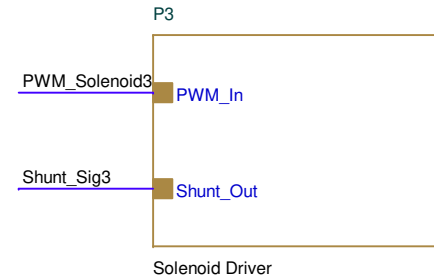 P3
PWM_Solenoid3
PWM_In
Shunt_Sig3
Shunt_Out
Solenoid Driver